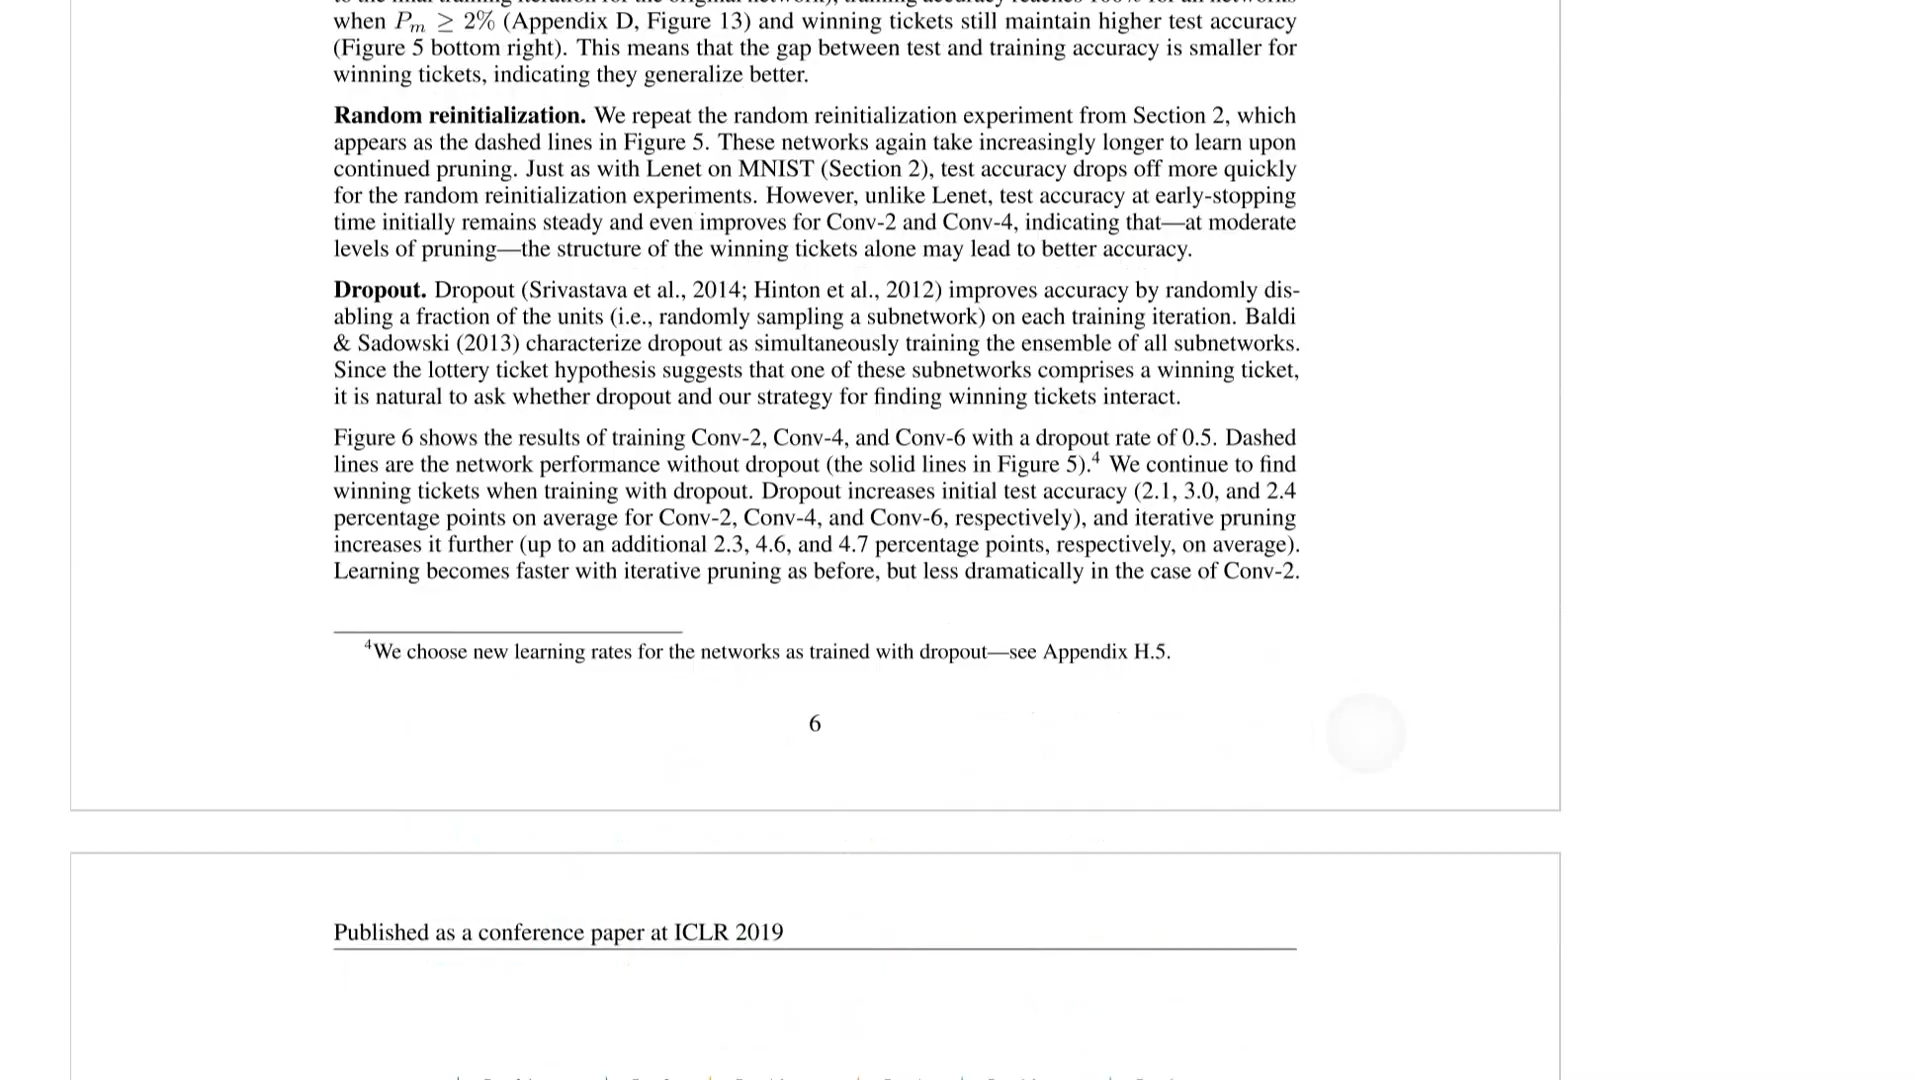 when Pm ≥ 2% (Appendix D, Figure 13) and winning tickets still maintain higher test accuracy
(Figure 5 bottom right). This means that the gap between test and training accuracy is smaller for
winning tickets, indicating they generalize better.
Random reinitialization. We repeat the random reinitialization experiment from Section 2, which
appears as the dashed lines in Figure 5. These networks again take increasingly longer to learn upon
continued pruning. Just as with Lenet on MNIST (Section 2), test accuracy drops off more quickly
for the random reinitialization experiments. However, unlike Lenet, test accuracy at early-stopping
time initially remains steady and even improves for Conv-2 and Conv-4, indicating that—at moderate
levels of pruning—the structure of the winning tickets alone may lead to better accuracy.
Dropout. Dropout (Srivastava et al., 2014; Hinton et al., 2012) improves accuracy by randomly dis-
abling a fraction of the units (i.e., randomly sampling a subnetwork) on each training iteration. Baldi
& Sadowski (2013) characterize dropout as simultaneously training the ensemble of all subnetworks.
Since the lottery ticket hypothesis suggests that one of these subnetworks comprises a winning ticket,
it is natural to ask whether dropout and our strategy for finding winning tickets interact.
Figure 6 shows the results of training Conv-2, Conv-4, and Conv-6 with a dropout rate of 0.5. Dashed
lines are the network performance without dropout (the solid lines in Figure 5).4 We continue to find
winning tickets when training with dropout. Dropout increases initial test accuracy (2.1, 3.0, and 2.4
percentage points on average for Conv-2, Conv-4, and Conv-6, respectively), and iterative pruning
increases it further (up to an additional 2.3, 4.6, and 4.7 percentage points, respectively, on average).
Learning becomes faster with iterative pruning as before, but less dramatically in the case of Conv-2.
4We choose new learning rates for the networks as trained with dropout—see Appendix H.5.
6
Published as a conference paper at ICLR 2019